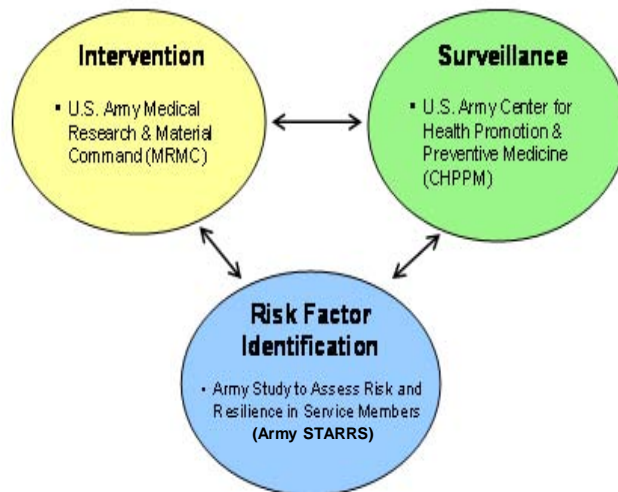 Intervention
▪ U.S. Army Medical
Research & Material
Command (MRMC)
Surveillance
▪ U.S. Army Center for
Health Promotion &
Preventive Medicine
(CHPPM)
Risk Factor
Identification
• Army Study to Assess Risk and
Resilience in Service Members
(Army STARRS)